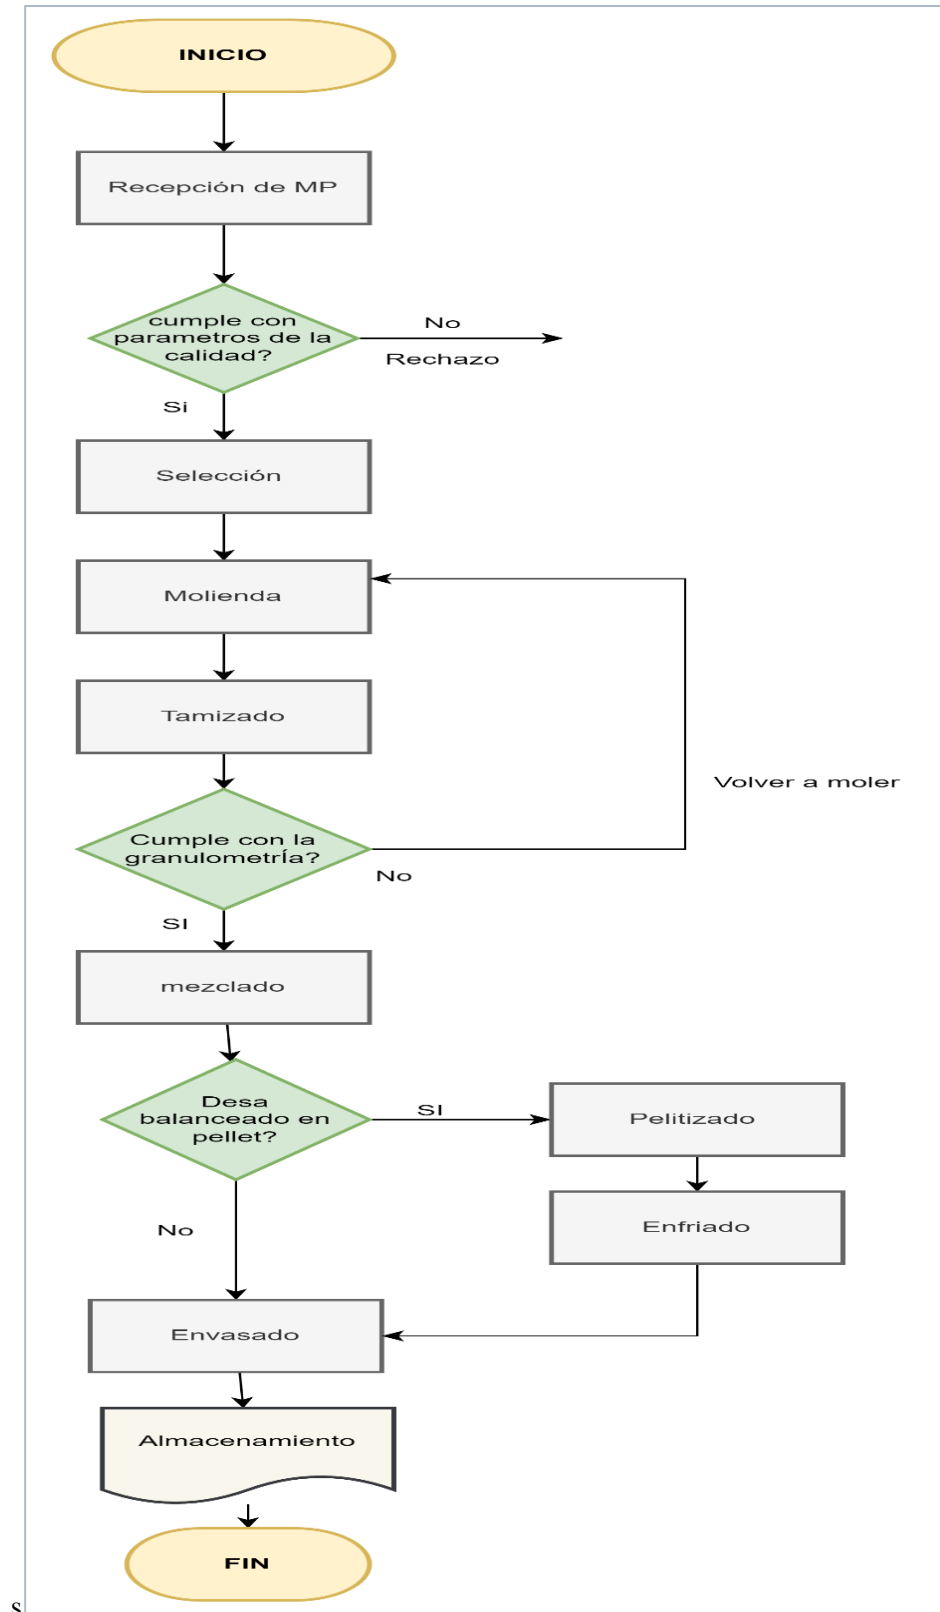 INICIO
Recepción de MP
cumple con
parametros de la
calidad?
No
Rechazo
Si
Selección
Molienda
Tamizado
Volver a moler
Cumple con la
granulometría?
No
SI
mezclado
Desa
balanceado en
pellet?
SI
Pelitizado
No
Enfriado
Envasado
Almacenamiento
FIN
s